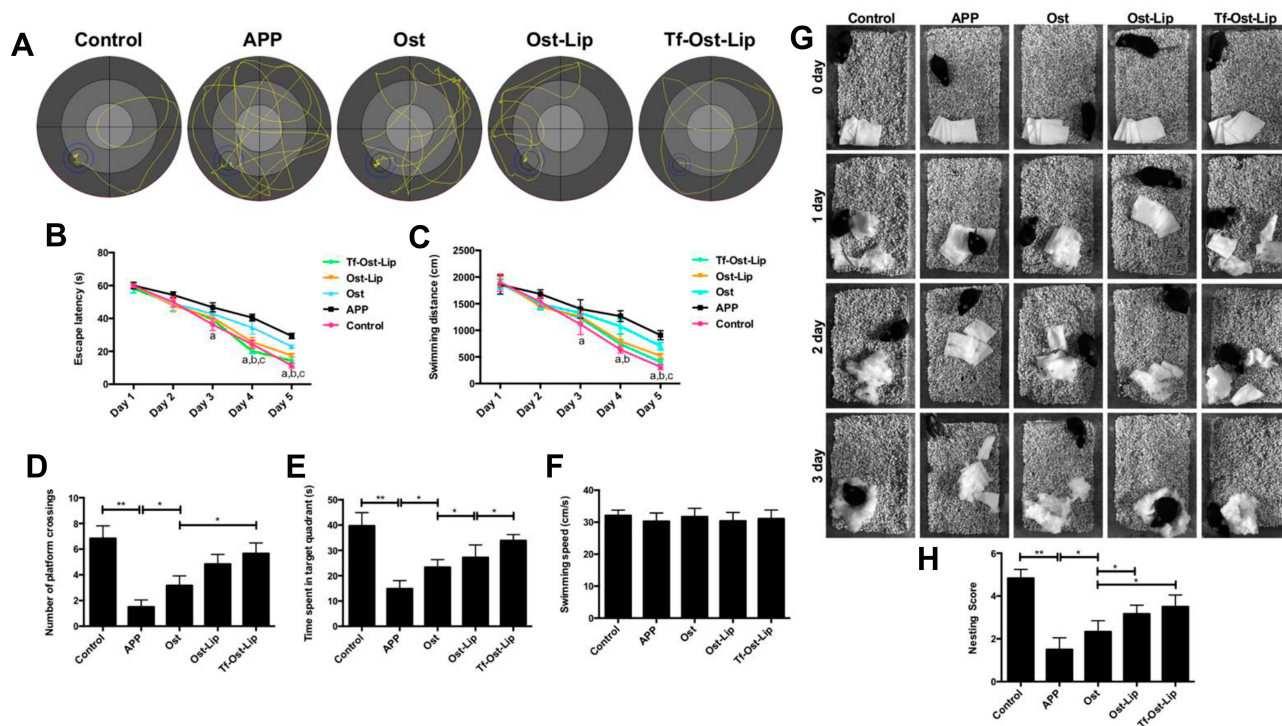 A
Control
APP
Ost
Ost-Lip
Tf-Ost-Lip
B
Escape latency (s)
80
60
40
20
0
Day 1
Day 2
Day 3
Day 4
Day 5
a
a,b,c
a,b,c
Tf-Ost-Lip
Ost-Lip
Ost
APP
Control
C
Swimming distance (cm)
2500
2000
1500
1000
500
0
Day 1
Day 2
Day 3
Day 4
Day 5
a
a,b
a,b,c
Tf-Ost-Lip
Ost-Lip
Ost
APP
Control
D
Number of platform crossings
8
6
4
2
0
**
*
*
Control
APP
Ost
Ost-Lip
Tf-Ost-Lip
E
Time spent in target quadrant (s)
50
40
30
20
10
0
**
*
*
*
Control
APP
Ost
Ost-Lip
Tf-Ost-Lip
F
Swimming speed (cm/s)
50
40
30
20
10
0
Control
APP
Ost
Ost-Lip
Tf-Ost-Lip
G
Control
APP
Ost
Ost-Lip
Tf-Ost-Lip
0 day
1 day
2 day
3 day
H
Nesting Score
6
4
2
0
**
*
*
*
Control
APP
Ost
Ost-Lip
Tf-Ost-Lip